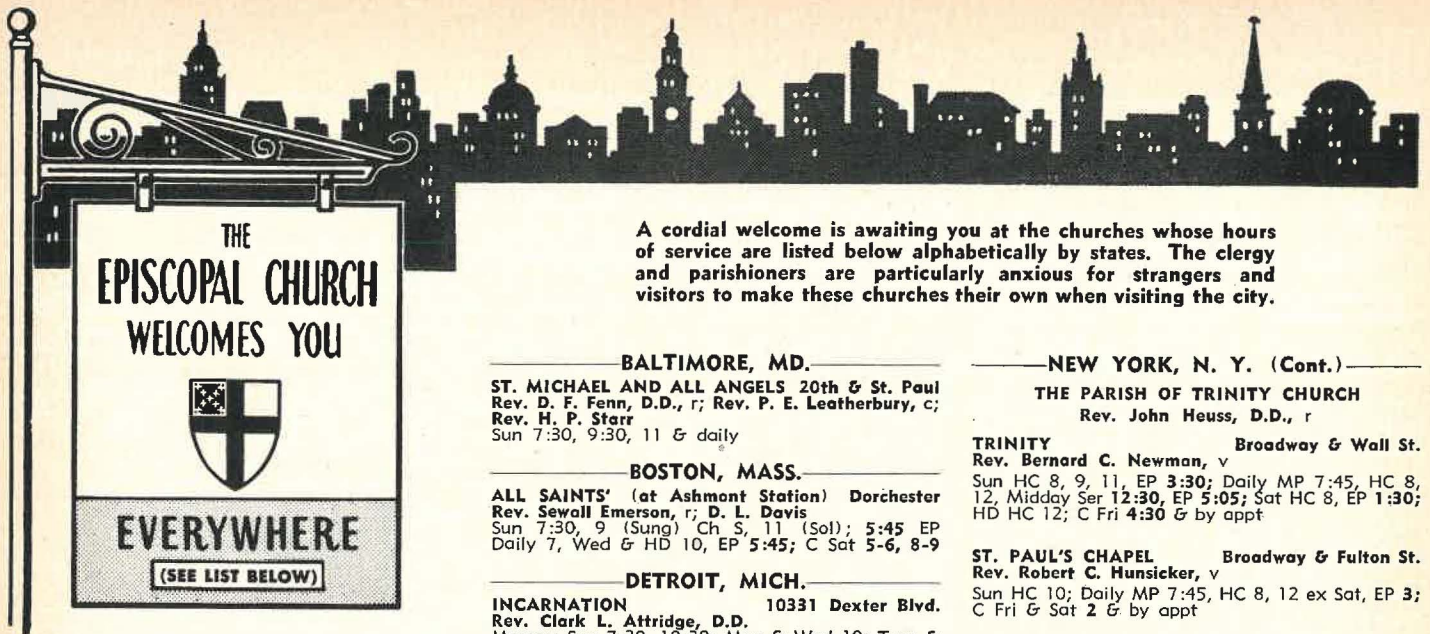 THE
EPISCOPAL CHURCH
WELCOMES YOU
EVERYWHERE
(SEE LIST BELOW)
A cordial welcome is awaiting you at the churches whose hours
of service are listed below alphabetically by states. The clergy
and parishioners are particularly anxious for strangers and
visitors to make these churches their own when visiting the city.
BALTIMORE, MD.
ST. MICHAEL AND ALL ANGELS 20th & St. Paul
Rev. D. F. Fenn, D.D., r; Rev. P. E. Leatherbury, c;
Rev. H. P. Starr
Sun 7:30, 9:30, 11 & daily
BOSTON, MASS.
ALL SAINTS' (at Ashmont Station) Dorchester
Rev. Sewall Emerson, r; D. L. Davis
Sun 7:30, 9 (Sung) Ch S, 11 (Sol); 5:45 EP
Daily 7, Wed & HD 10, EP 5:45; C Sat 5-6, 8-9
DETROIT, MICH.
INCARNATION 10331 Dexter Blvd.
Rev. Clark L. Attridge, D.D.
NEW YORK, N. Y. (Cont.)
THE PARISH OF TRINITY CHURCH
Rev. John Heuss, D.D., r
TRINITY Broadway & Wall St.
Rev. Bernard C. Newman, v
Sun HC 8, 9, 11, EP 3:30; Daily MP 7:45, HC 8,
12, Midday Ser 12:30, EP 5:05; Sat HC 8, EP 1:30;
HD HC 12; C Fri 4:30 & by appt
ST. PAUL'S CHAPEL Broadway & Fulton St.
Rev. Robert C. Hunsicker, v
Sun HC 10; Daily MP 7:45, HC 8, 12 ex Sat, EP 3;
C Fri & Sat 2 & by appt